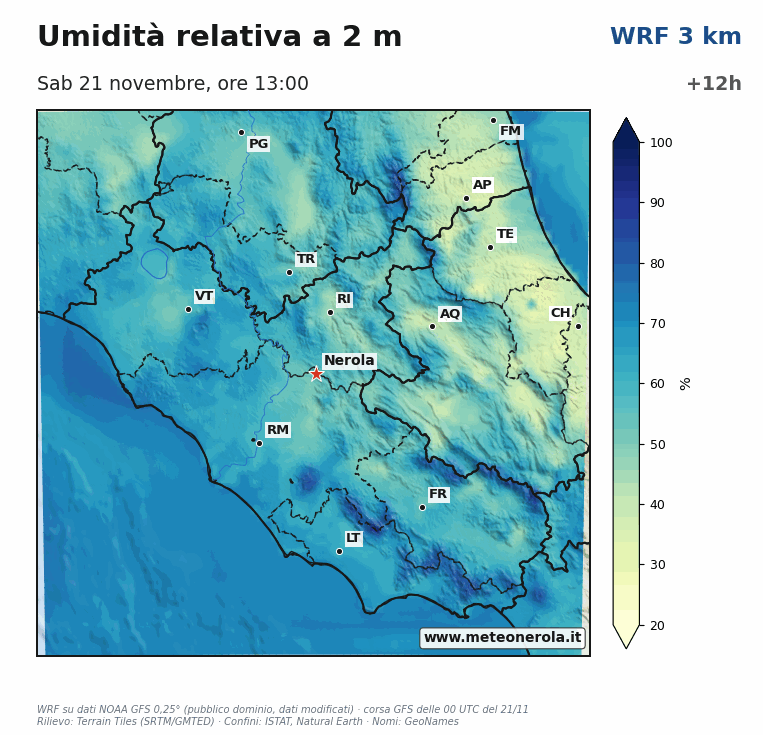 Umidità relativa a 2 m
WRF 3 km
Sab 21 novembre, ore 13:00
+12h
FM
PG
AP
TE
TR
VT
RI
AQ
CH
Nerola
RM
FR
LT
www.meteonerola.it
100
90
80
70
60
50
40
30
20
%
WRF su dati NOAA GFS 0,25° (pubblico dominio, dati modificati) · corsa GFS delle 00 UTC del 21/11
Rilievo: Terrain Tiles (SRTM/GMTED) · Confini: ISTAT, Natural Earth · Nomi: GeoNames